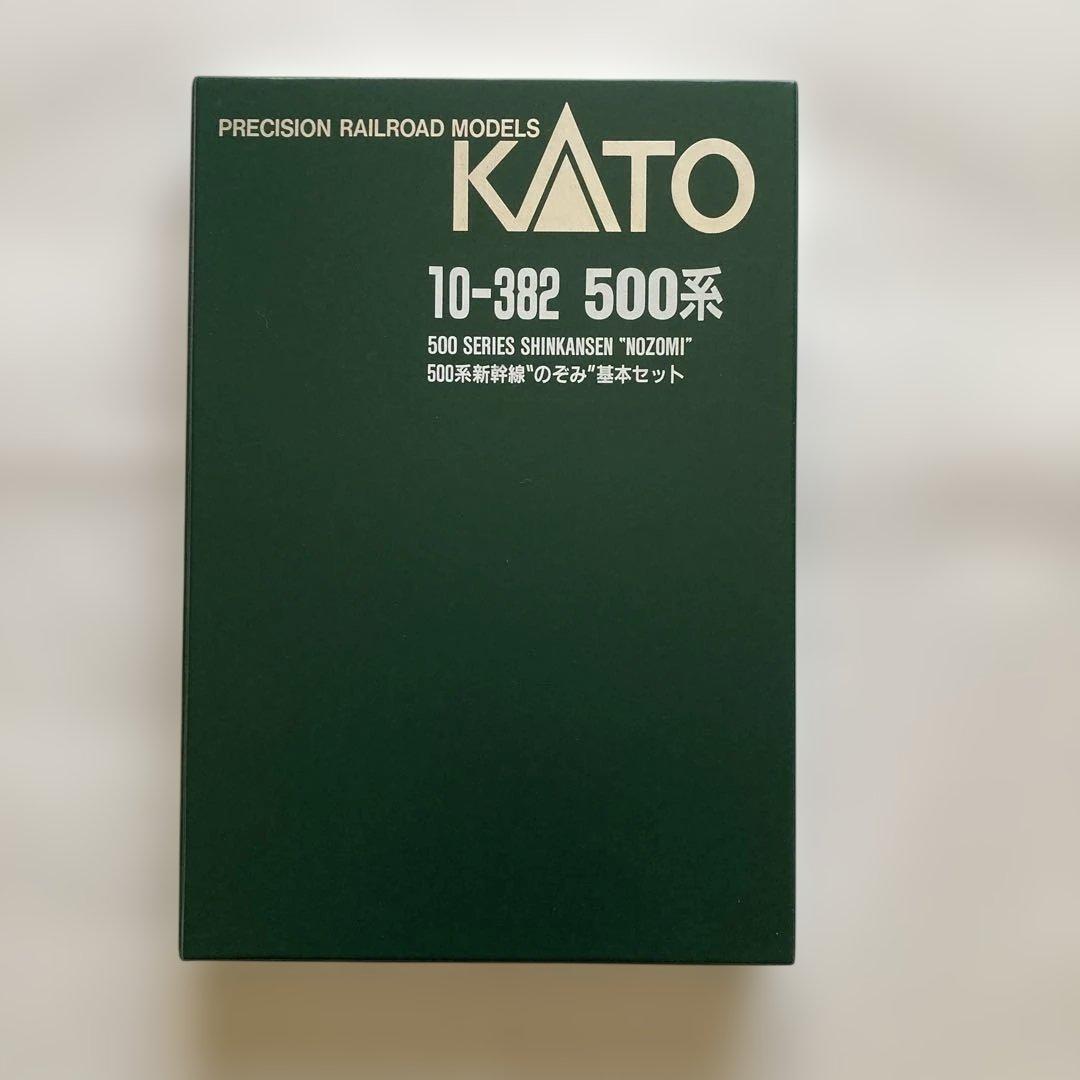 PRECISION RAILROAD MODELS
KATO
10-382 500系
500 SERIES SHINKANSEN "NOZOMI"
500系新幹線"のぞみ"基本セット